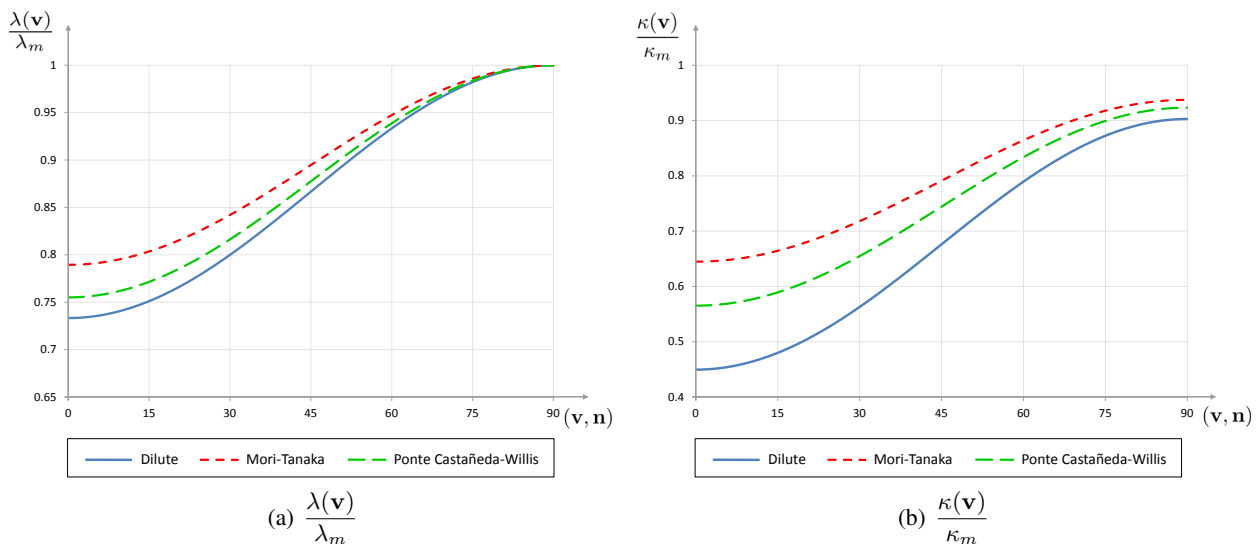 λ(v)
λm
1
0.95
0.9
0.85
0.8
0.75
0.7
0.65
0 15 30 45 60 75 90
(v, n)
Dilute Mori-Tanaka Ponte Castañeda-Willis
(a) λ(v)
λm
κ(v)
κm
1
0.9
0.8
0.7
0.6
0.5
0.4
0 15 30 45 60 75 90
(v, n)
Dilute Mori-Tanaka Ponte Castañeda-Willis
(b) κ(v)
κm